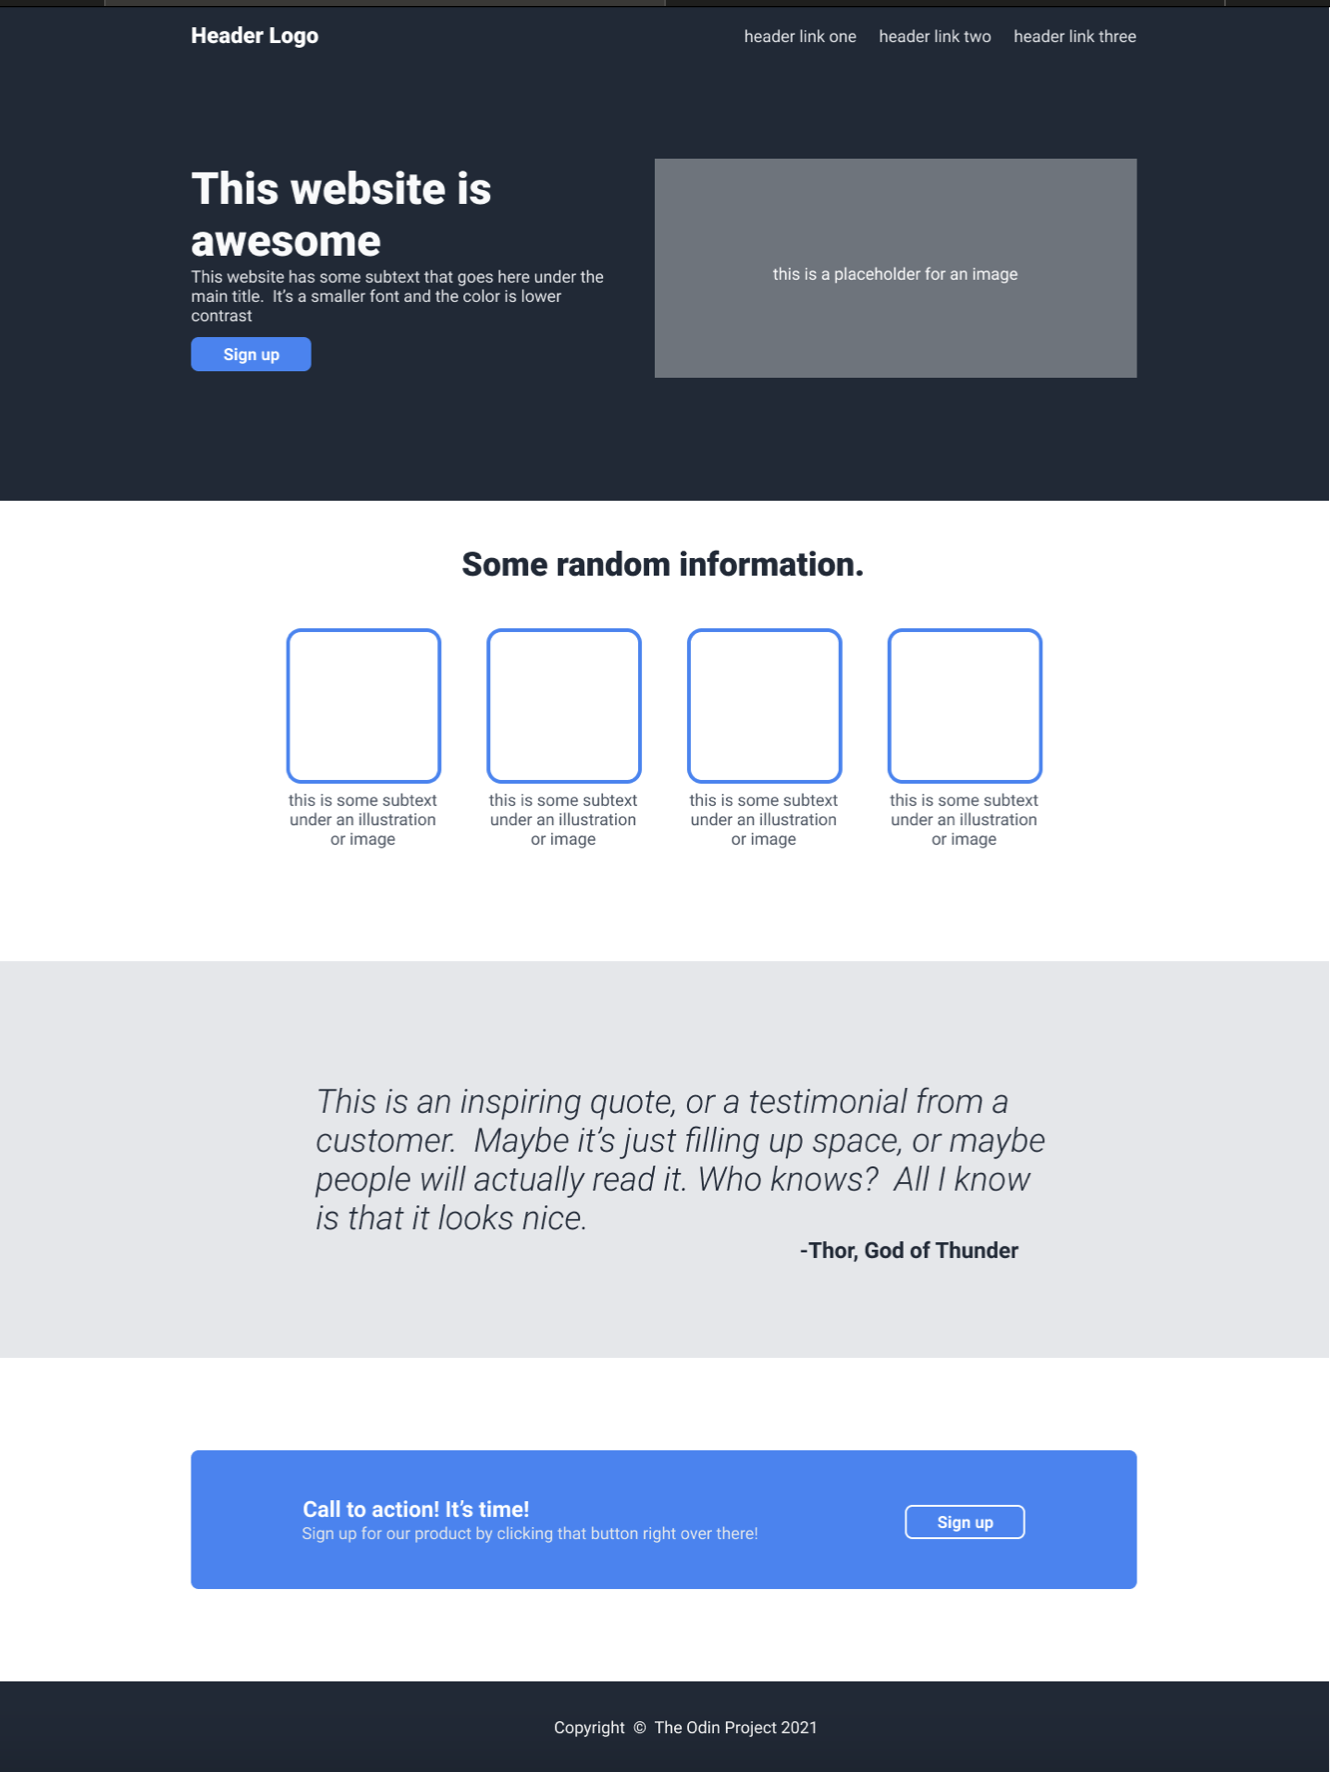 Header Logo
header link one header link two header link three
This website is
awesome
This website has some subtext that goes here under the
main title.  It’s a smaller font and the color is lower
contrast
Sign up
this is a placeholder for an image
Some random information.
this is some subtext
under an illustration
or image
this is some subtext
under an illustration
or image
this is some subtext
under an illustration
or image
this is some subtext
under an illustration
or image
This is an inspiring quote, or a testimonial from a
customer.  Maybe it’s just filling up space, or maybe
people will actually read it. Who knows?  All I know
is that it looks nice.
-Thor, God of Thunder
Call to action! It’s time!
Sign up for our product by clicking that button right over there!
Sign up
Copyright © The Odin Project 2021